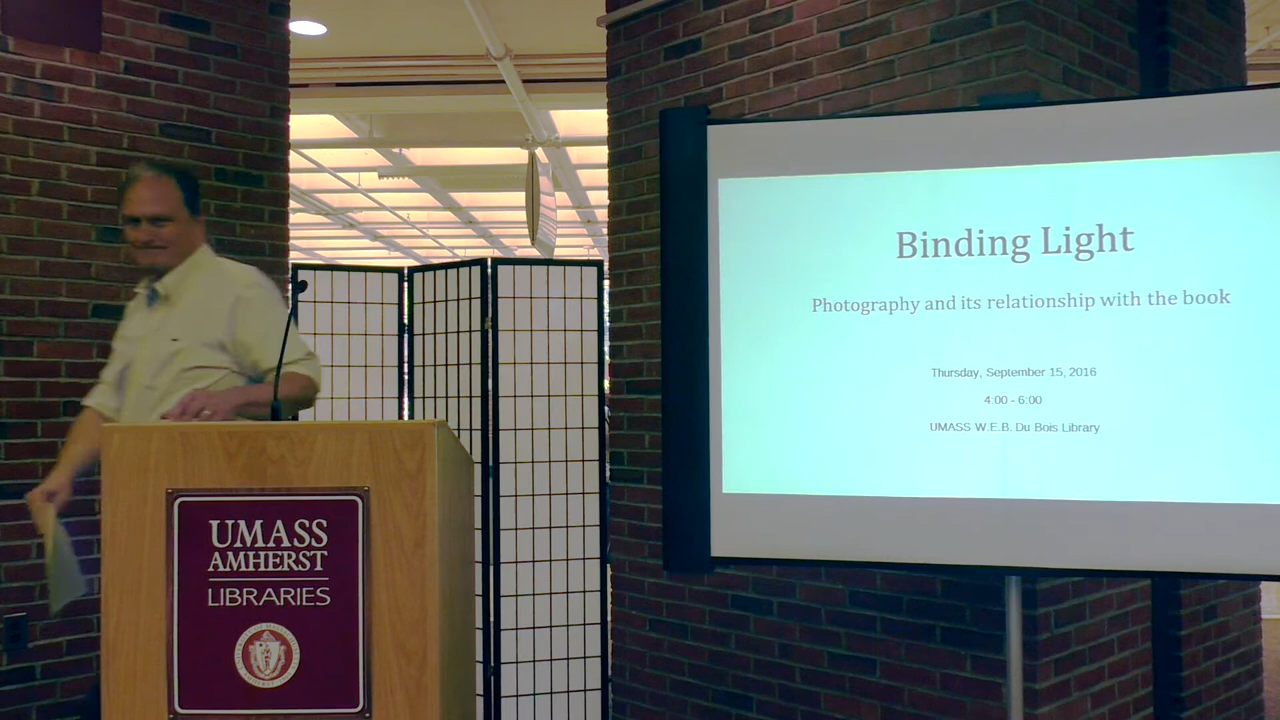 UMASS
AMHERST
LIBRARIES
Binding Light
Photography and its relationship with the book
Thursday, September 15, 2016
4:00 - 6:00
UMASS W.E.B. Du Bois Library